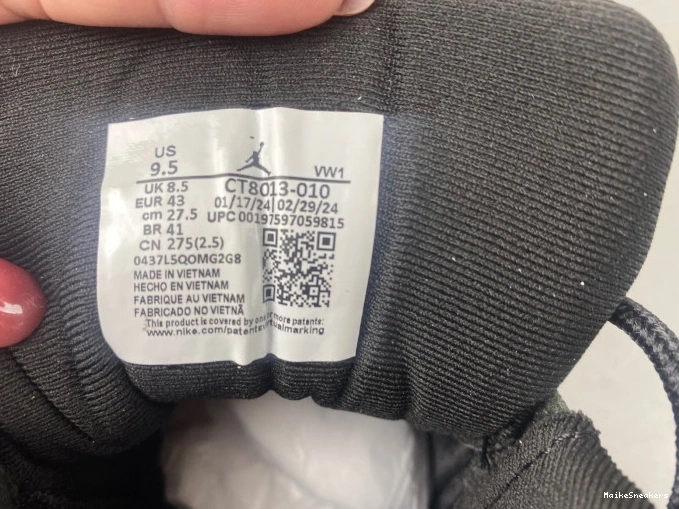 US
9.5
VW1
UK 8.5
CT8013-010
EUR 43
01/17/24 02/29/24
cm 27.5
UPC 00197597059815
BR 41
CN 275(2.5)
0437L5QOMG2G8
MADE IN VIETNAM
HECHO EN VIETNAM
FABRIQUE AU VIETNAM
FABRICADO NO VIETNÃ
This product is covered by one or more patents:
www.nike.com/patentsvirtualmarking
MaikeSneakers